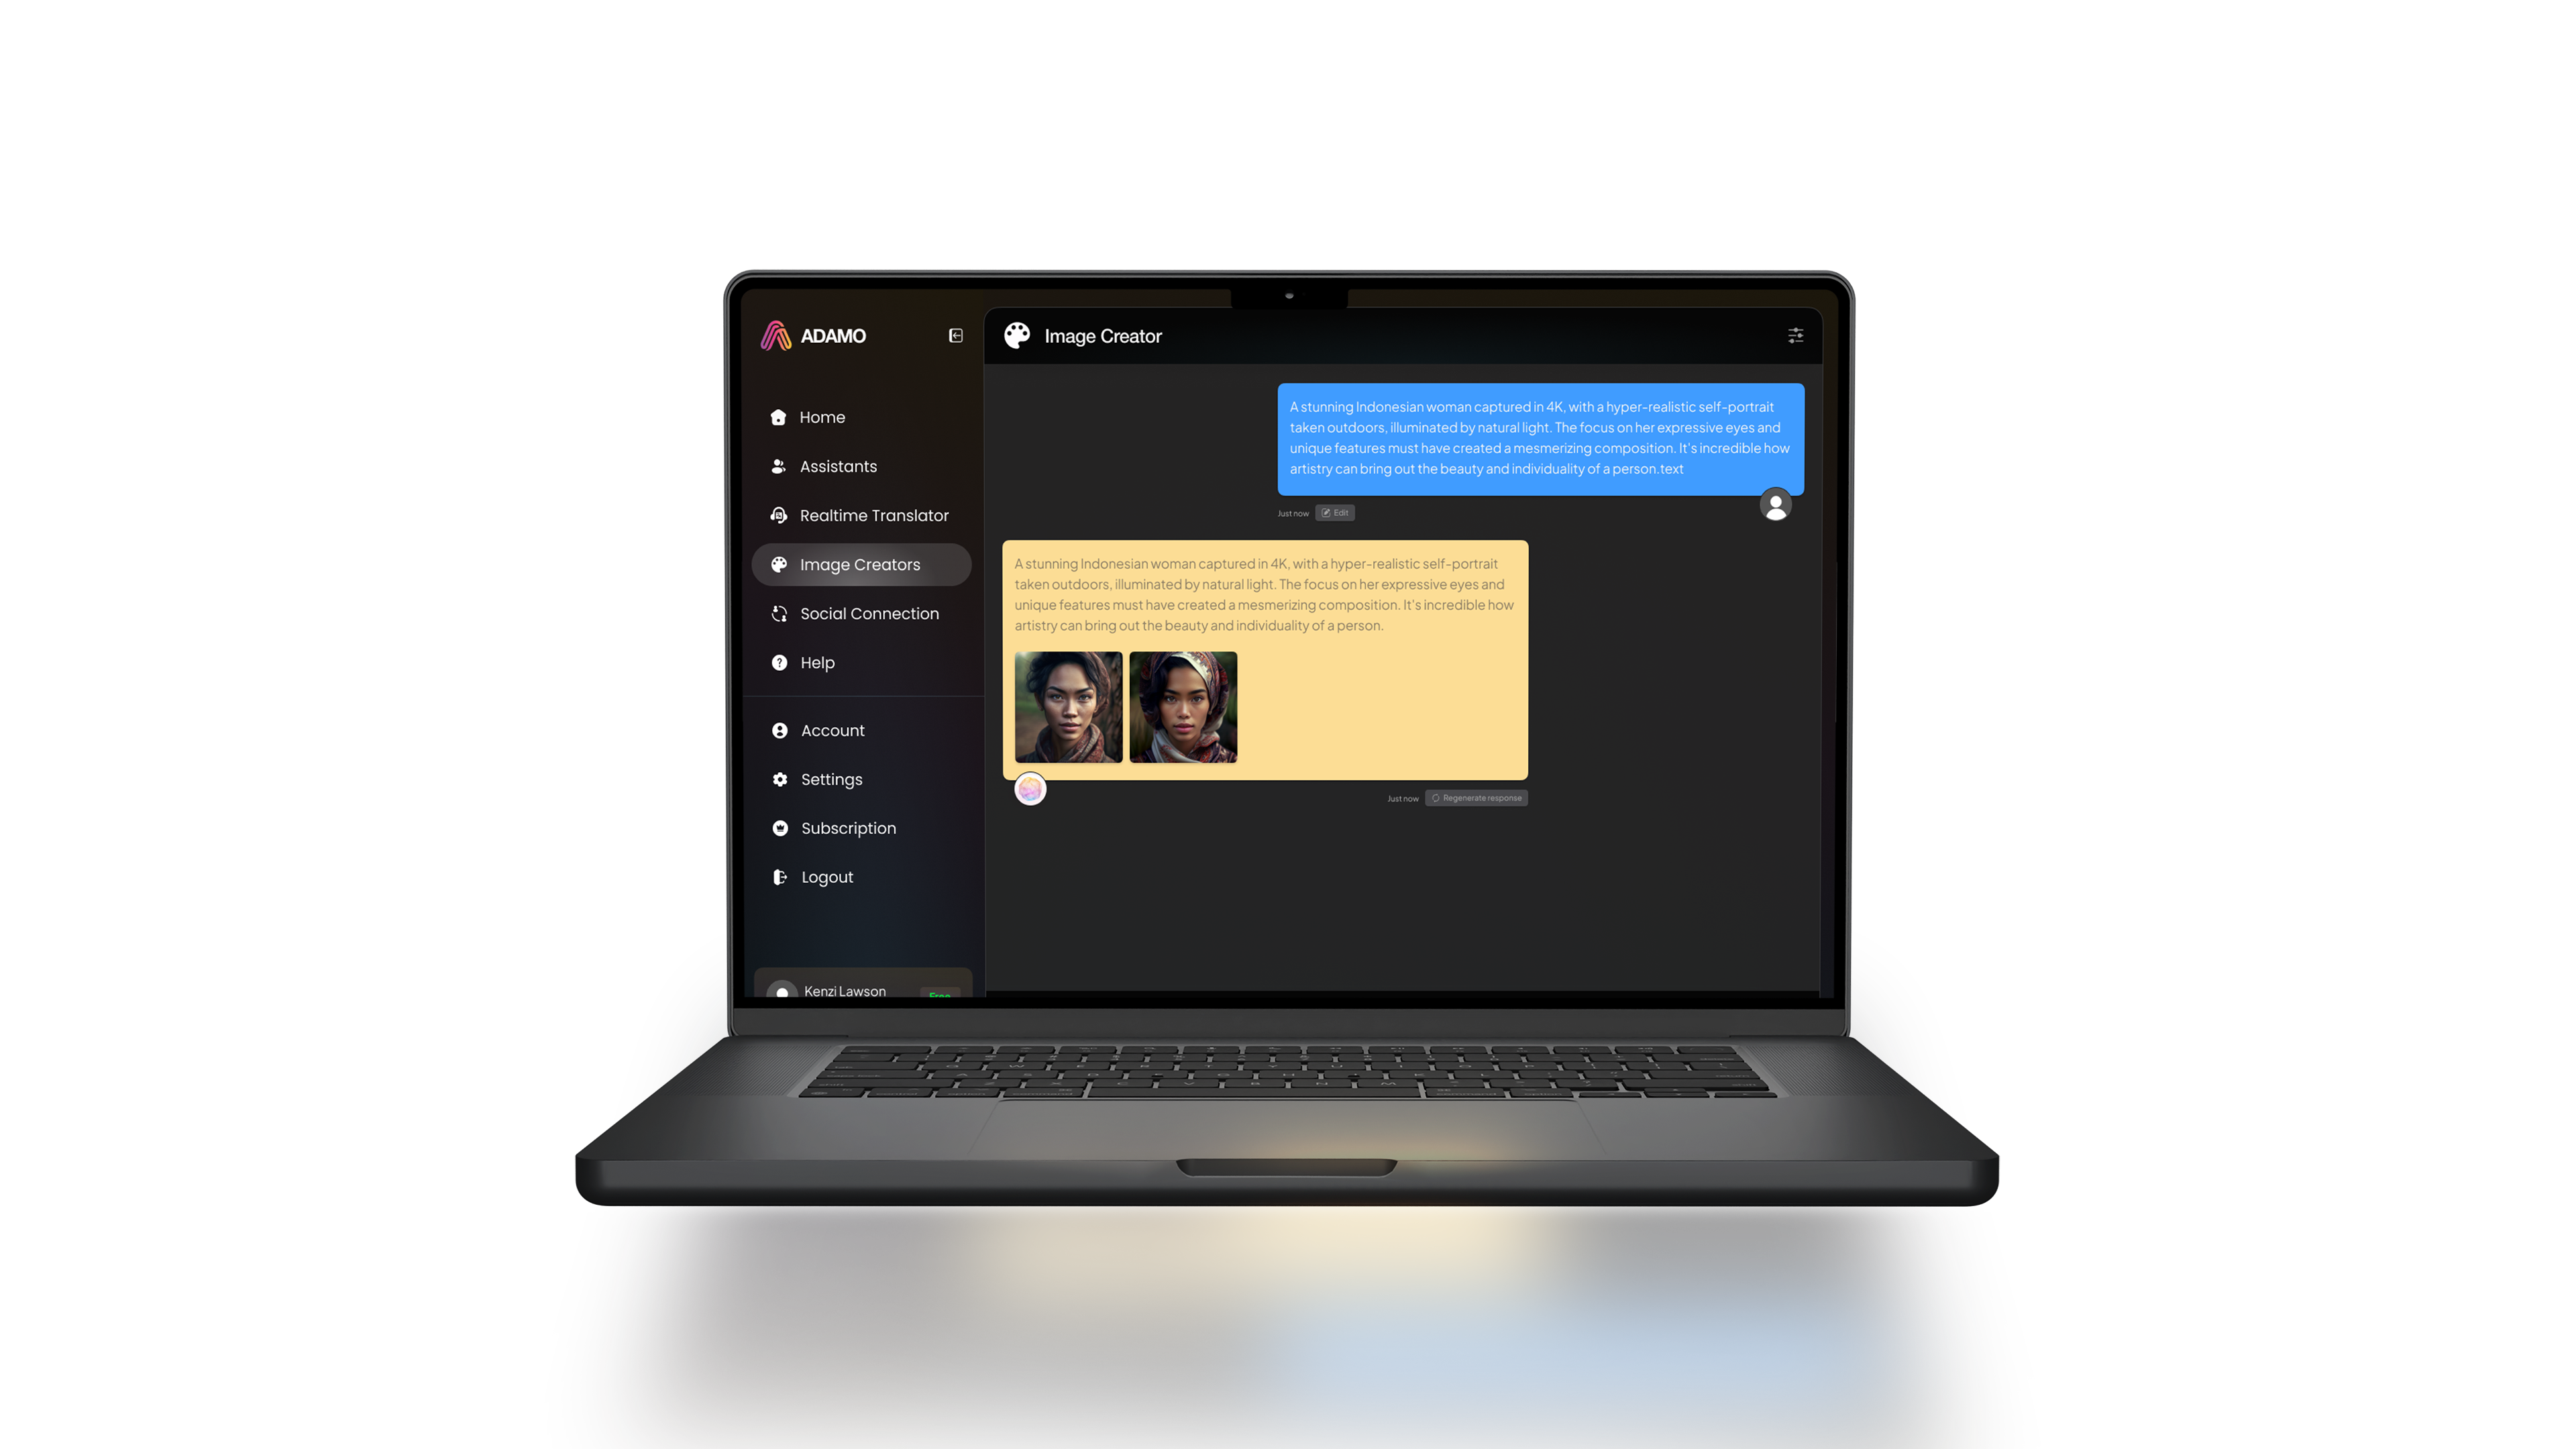 ADAMO
Home
Assistants
Realtime Translator
Image Creators
Social Connection
Help
Account
Settings
Subscription
Logout
Kenzi Lawson
Free
Image Creator
A stunning Indonesian woman captured in 4K, with a hyper-realistic self-portrait
taken outdoors, illuminated by natural light. The focus on her expressive eyes and
unique features must have created a mesmerizing composition. It's incredible how
artistry can bring out the beauty and individuality of a person.text
Just now
Edit
A stunning Indonesian woman captured in 4K, with a hyper-realistic self-portrait
taken outdoors, illuminated by natural light. The focus on her expressive eyes and
unique features must have created a mesmerizing composition. It's incredible how
artistry can bring out the beauty and individuality of a person.
Just now
Regenerate response